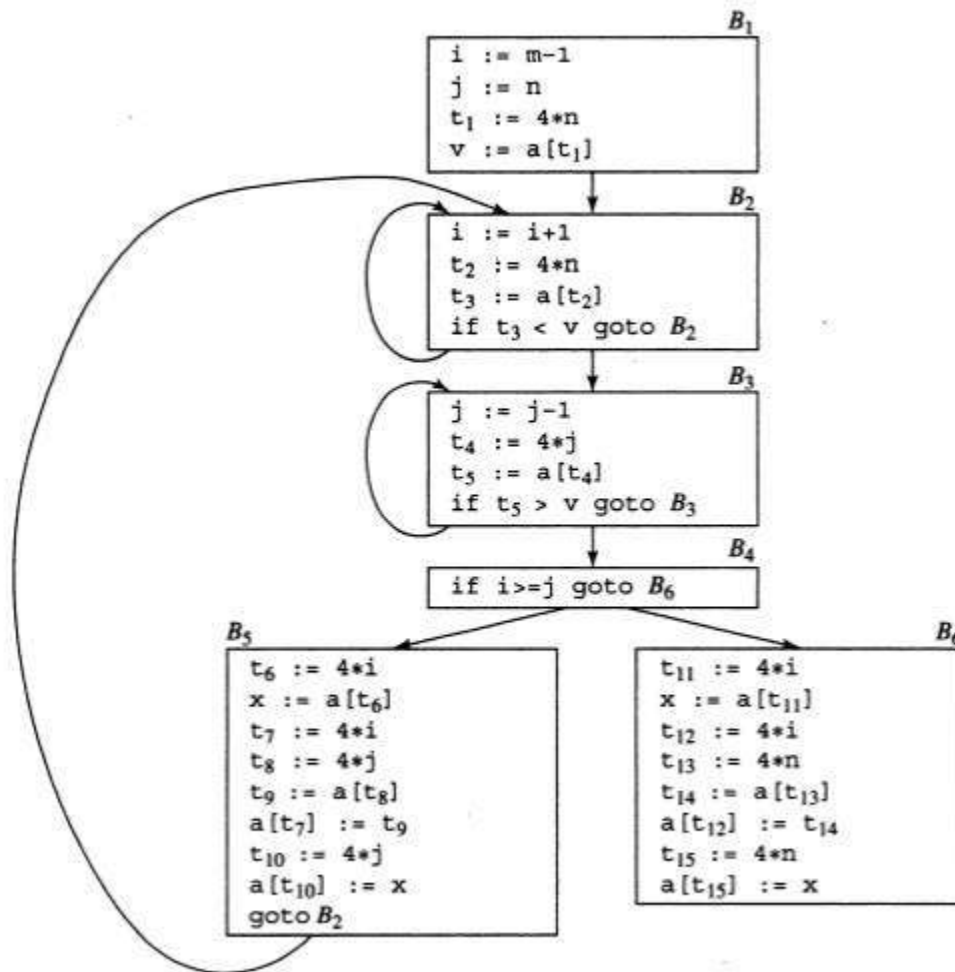 B₁
i := m-1
j := n
t₁ := 4*n
v := a[t₁]
B₂
i := i+1
t₂ := 4*n
t₃ := a[t₂]
if t₃ < v goto B₂
B₃
j := j-1
t₄ := 4*j
t₅ := a[t₄]
if t₅ > v goto B₃
B₄
if i>=j goto B₆
B₅
t₆ := 4*i
x := a[t₆]
t₇ := 4*i
t₈ := 4*j
t₉ := a[t₈]
a[t₇] := t₉
t₁₀ := 4*j
a[t₁₀] := x
goto B₂
B₆
t₁₁ := 4*i
x := a[t₁₁]
t₁₂ := 4*i
t₁₃ := 4*n
t₁₄ := a[t₁₃]
a[t₁₂] := t₁₄
t₁₅ := 4*n
a[t₁₅] := x